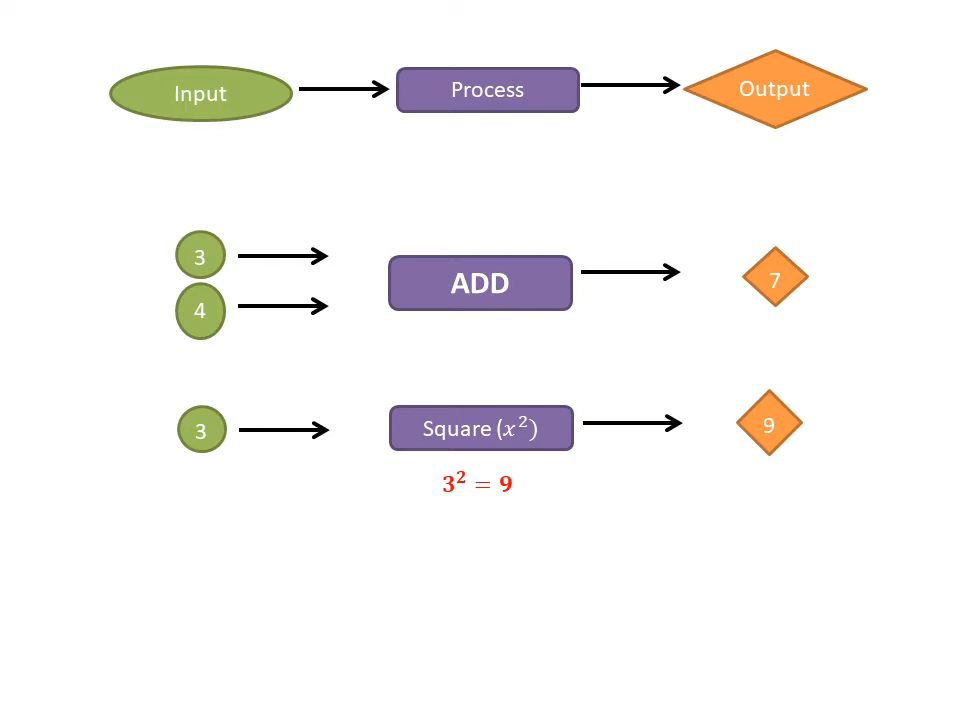 Input Process Output
3
4
ADD
7
3
Square (𝑥²)
9
3² = 9